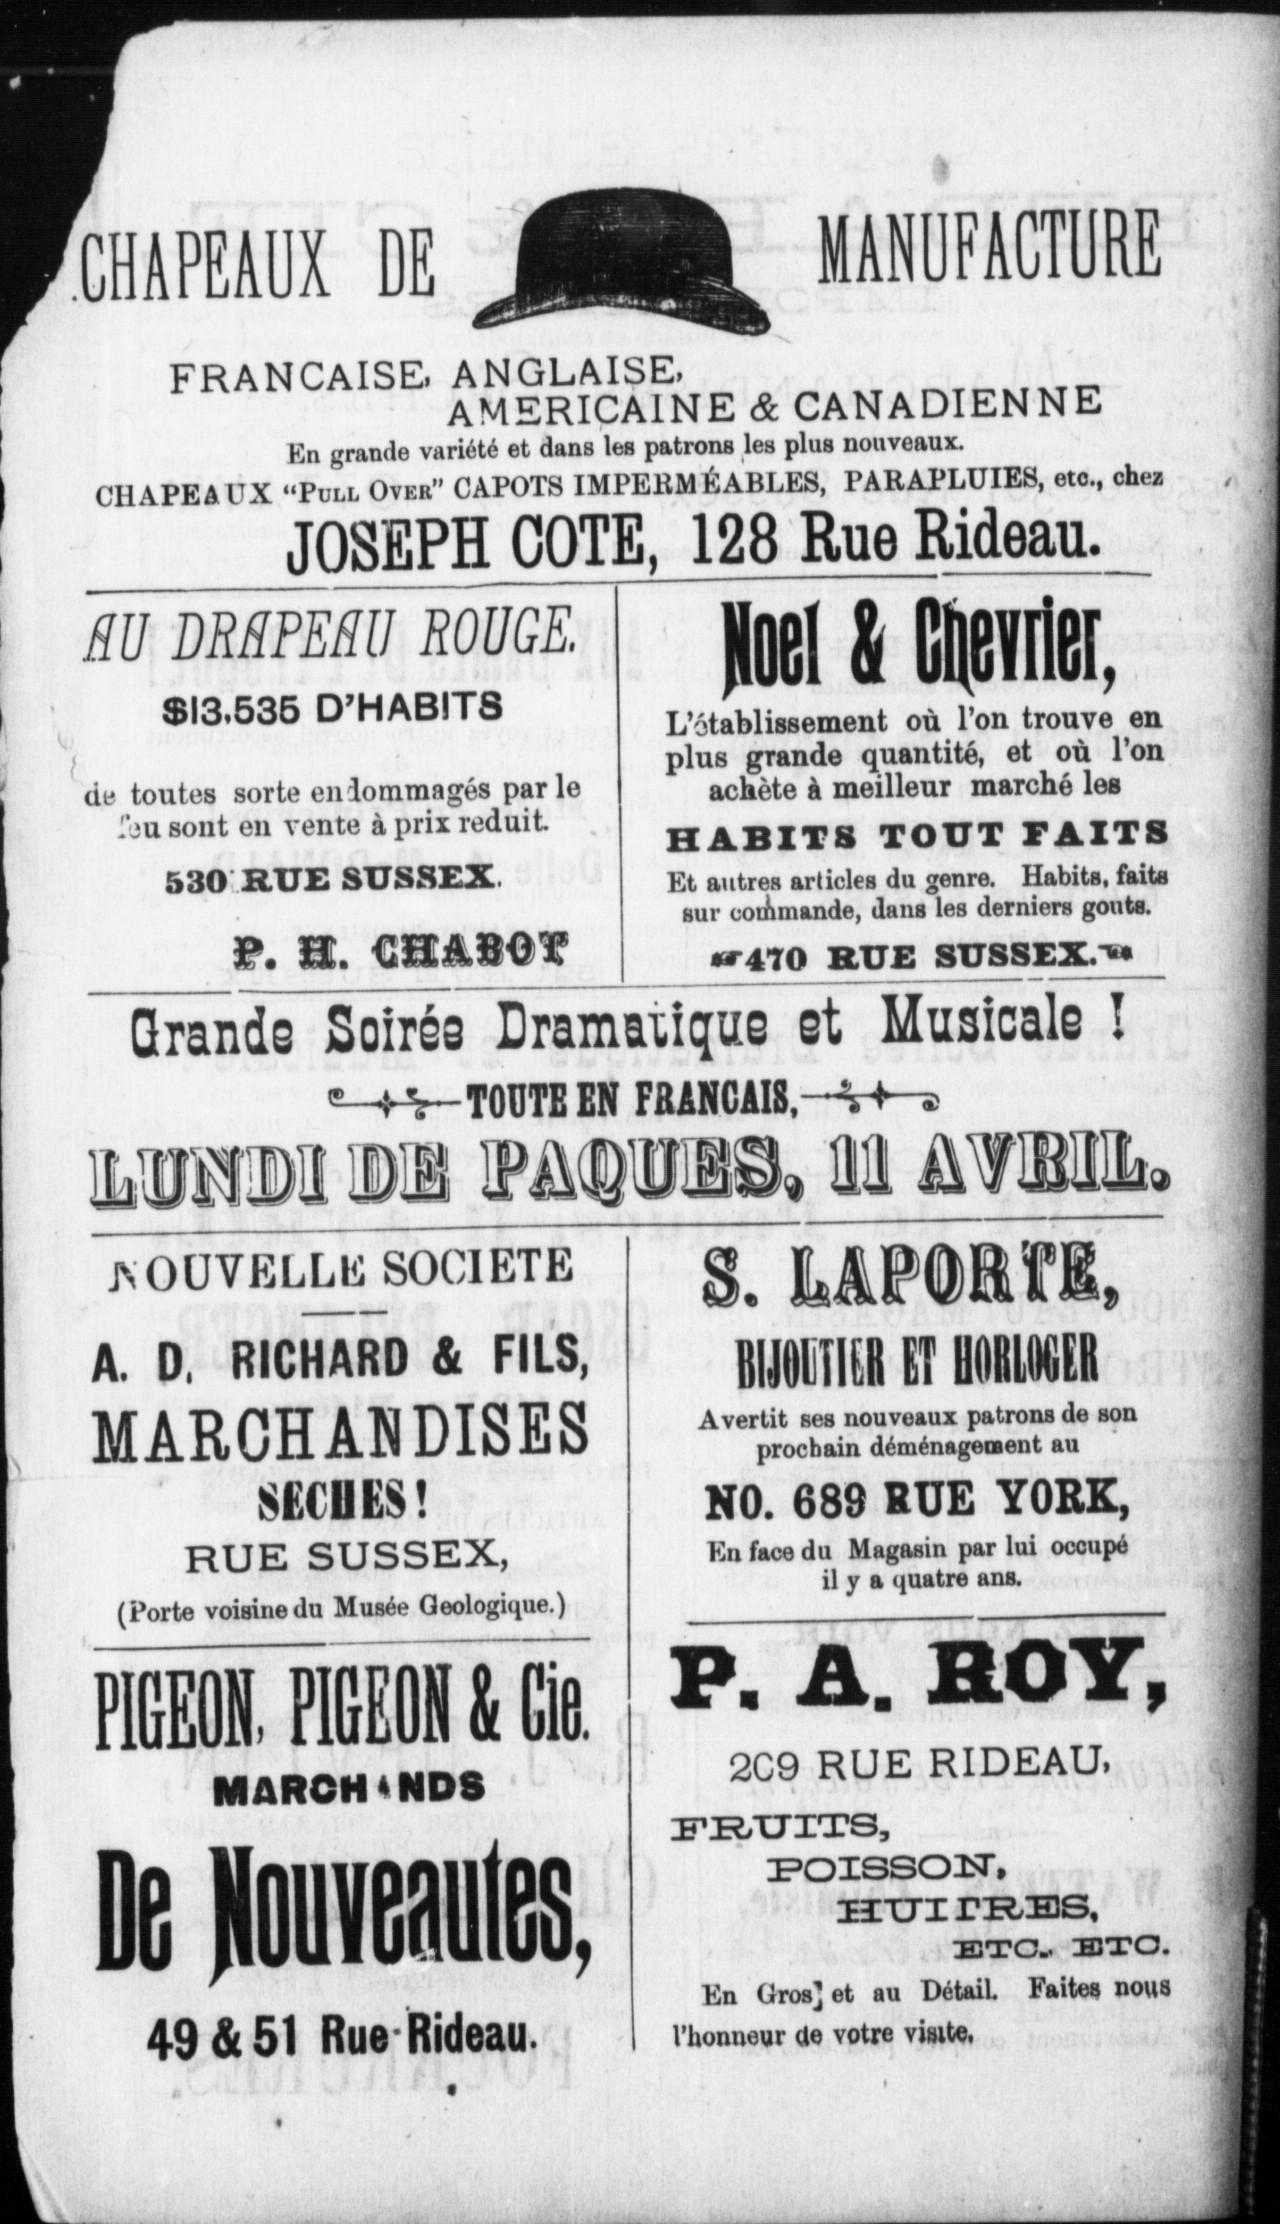 CHAPEAUX DE MANUFACTURE
FRANCAISE, ANGLAISE,
AMERICAINE & CANADIENNE
En grande variété et dans les patrons les plus nouveaux.
CHAPEAUX “PULL OVER” CAPOTS IMPERMÉABLES, PARAPLUIES, etc., chez
JOSEPH COTE, 128 Rue Rideau.
AU DRAPEAU ROUGE.
$13,535 D’HABITS
de toutes sorte endommagés par le
feu sont en vente à prix reduit.
530 RUE SUSSEX.
P. H. CHABOT
Noel & Chevrier,
L’établissement où l’on trouve en
plus grande quantité, et où l’on
achète à meilleur marché les
HABITS TOUT FAITS
Et autres articles du genre. Habits, faits
sur commande, dans les derniers gouts.
☞470 RUE SUSSEX.☜
Grande Soirée Dramatique et Musicale !
TOUTE EN FRANCAIS,
LUNDI DE PAQUES, 11 AVRIL.
NOUVELLE SOCIETE
A. D. RICHARD & FILS,
MARCHANDISES
SECHES!
RUE SUSSEX,
(Porte voisine du Musée Geologique.)
PIGEON, PIGEON & Cie.
MARCHANDS
De Nouveautes,
49 & 51 Rue Rideau.
S. LAPORTE,
BIJOUTIER ET HORLOGER
Avertit ses nouveaux patrons de son
prochain déménagement au
NO. 689 RUE YORK,
En face du Magasin par lui occupé
il y a quatre ans.
P. A. ROY,
209 RUE RIDEAU,
FRUITS,
POISSON,
HUITRES,
ETC., ETC.
En Gros et au Détail. Faites nous
l’honneur de votre visite.